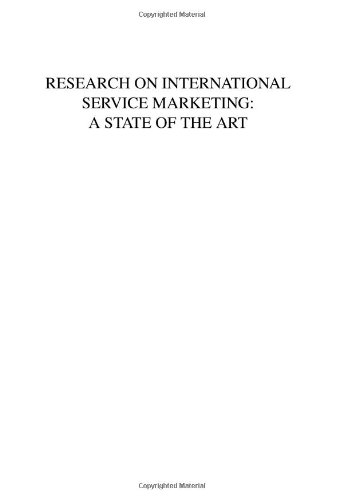 Copyrighted Material
RESEARCH ON INTERNATIONAL
SERVICE MARKETING:
A STATE OF THE ART
Copyrighted Material